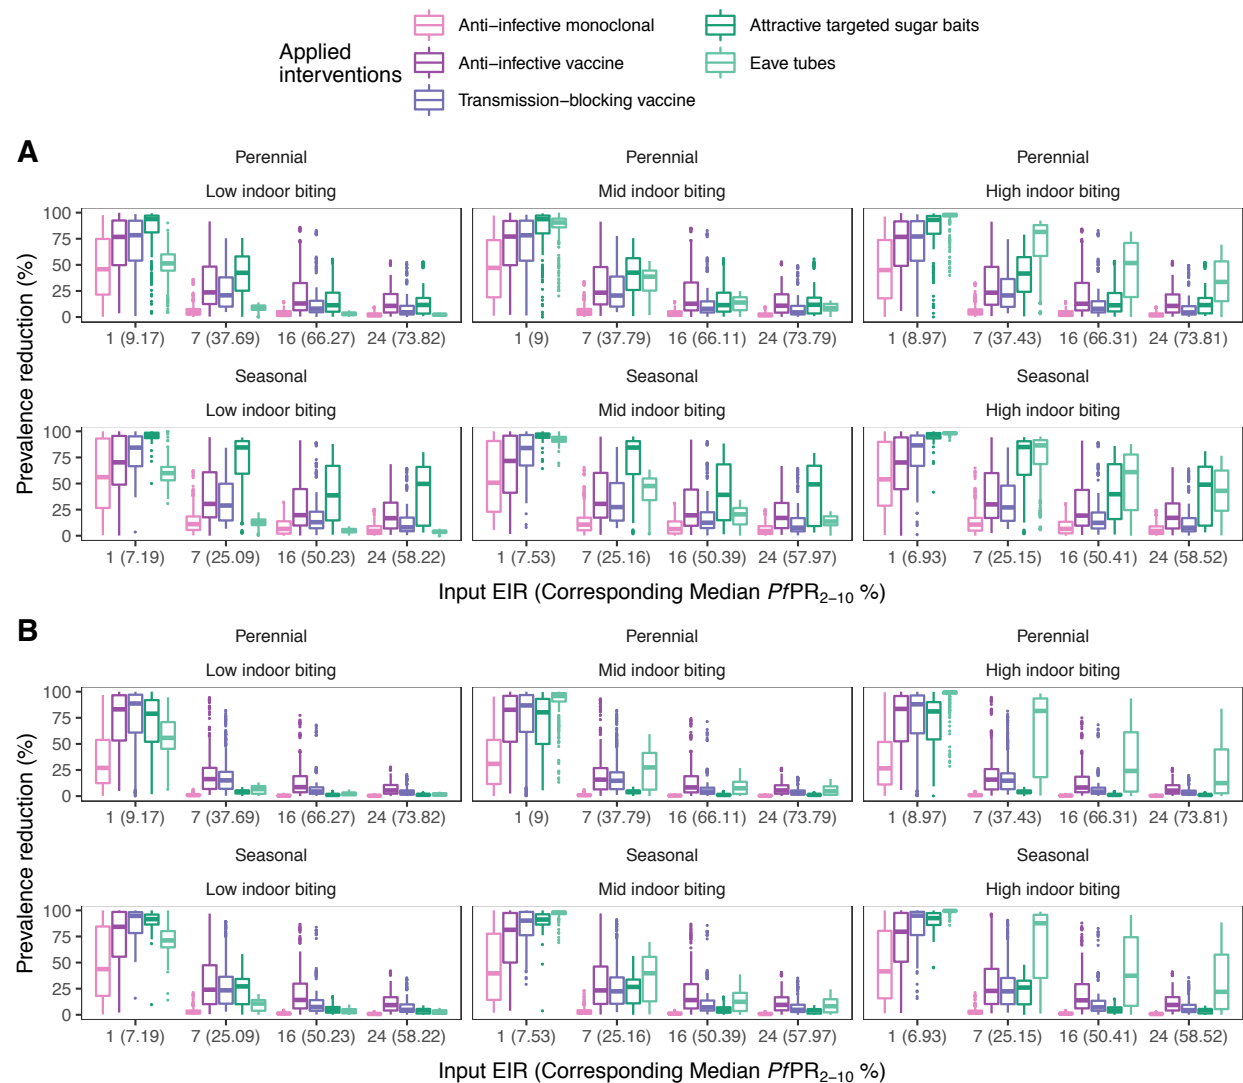 Applied
interventions
Anti−infective monoclonal
Anti−infective vaccine
Transmission−blocking vaccine
Attractive targeted sugar baits
Eave tubes
A
Perennial Perennial Perennial
Low indoor biting Mid indoor biting High indoor biting
Prevalence reduction (%)
100
75
50
25
0
1 (9.17) 7 (37.69) 16 (66.27) 24 (73.82) 1 (9) 7 (37.79) 16 (66.11) 24 (73.79) 1 (8.97) 7 (37.43) 16 (66.31) 24 (73.81)
Seasonal Seasonal Seasonal
Low indoor biting Mid indoor biting High indoor biting
100
75
50
25
0
1 (7.19) 7 (25.09) 16 (50.23) 24 (58.22) 1 (7.53) 7 (25.16) 16 (50.39) 24 (57.97) 1 (6.93) 7 (25.15) 16 (50.41) 24 (58.52)
Input EIR (Corresponding Median PfPR2−10 %)
B
Perennial Perennial Perennial
Low indoor biting Mid indoor biting High indoor biting
Prevalence reduction (%)
100
75
50
25
0
1 (9.17) 7 (37.69) 16 (66.27) 24 (73.82) 1 (9) 7 (37.79) 16 (66.11) 24 (73.79) 1 (8.97) 7 (37.43) 16 (66.31) 24 (73.81)
Seasonal Seasonal Seasonal
Low indoor biting Mid indoor biting High indoor biting
100
75
50
25
0
1 (7.19) 7 (25.09) 16 (50.23) 24 (58.22) 1 (7.53) 7 (25.16) 16 (50.39) 24 (57.97) 1 (6.93) 7 (25.15) 16 (50.41) 24 (58.52)
Input EIR (Corresponding Median PfPR2−10 %)